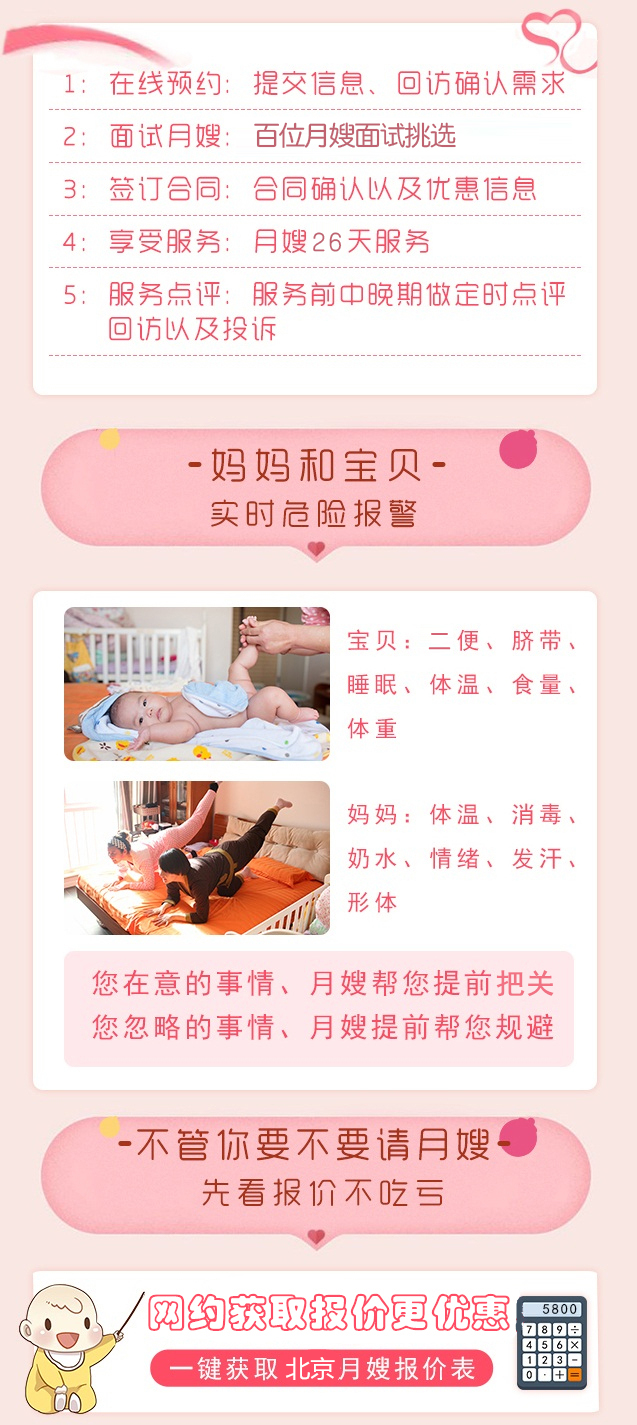 1：在线预约：提交信息、回访确认需求
2：面试月嫂：百位月嫂面试挑选
3：签订合同：合同确认以及优惠信息
4：享受服务：月嫂26天服务
5：服务点评：服务前中晚期做定时点评
回访以及投诉
-妈妈和宝贝-
实时危险报警
宝贝：二便、脐带、
睡眠、体温、食量、
体重
妈妈：体温、消毒、
奶水、情绪、发汗、
形体
您在意的事情、月嫂帮您提前把关
您忽略的事情、月嫂提前帮您规避
-不管你要不要请月嫂-
先看报价不吃亏
网约获取报价更优惠
一键获取北京月嫂报价表
5800
7 8 9 ÷
4 5 6 ×
1 2 3 -
0 · + =